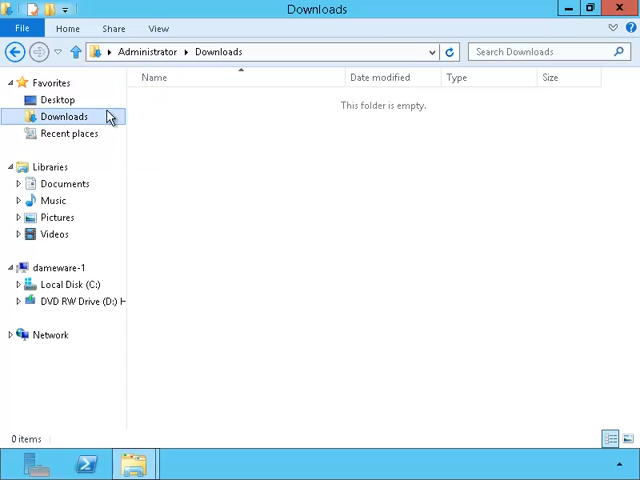 Downloads
File
Home
Share
View
Administrator
Downloads
Search Downloads
Name
Date modified
Type
Size
This folder is empty.
Favorites
Desktop
Downloads
Recent places
Libraries
Documents
Music
Pictures
Videos
dameware-1
Local Disk (C:)
DVD RW Drive (D:) H
Network
0 items